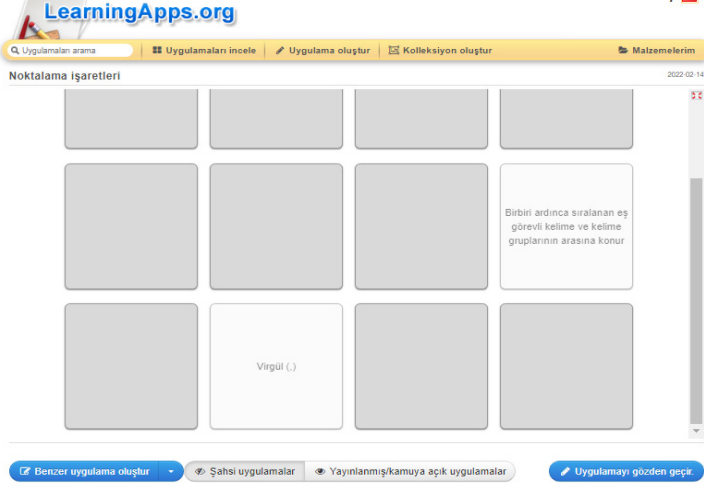 LearningApps.org
Uygulamaları arama
Uygulamaları incele
Uygulama oluştur
Kolleksiyon oluştur
Malzemelerim
Noktalama işaretleri
2022-02-14
Birbiri ardınca sıralanan eş
görevli kelime ve kelime
gruplarının arasına konur
Virgül (,)
Benzer uygulama oluştur
Şahsi uygulamalar
Yayınlanmış/kamuya açık uygulamalar
Uygulamayı gözden geçir.